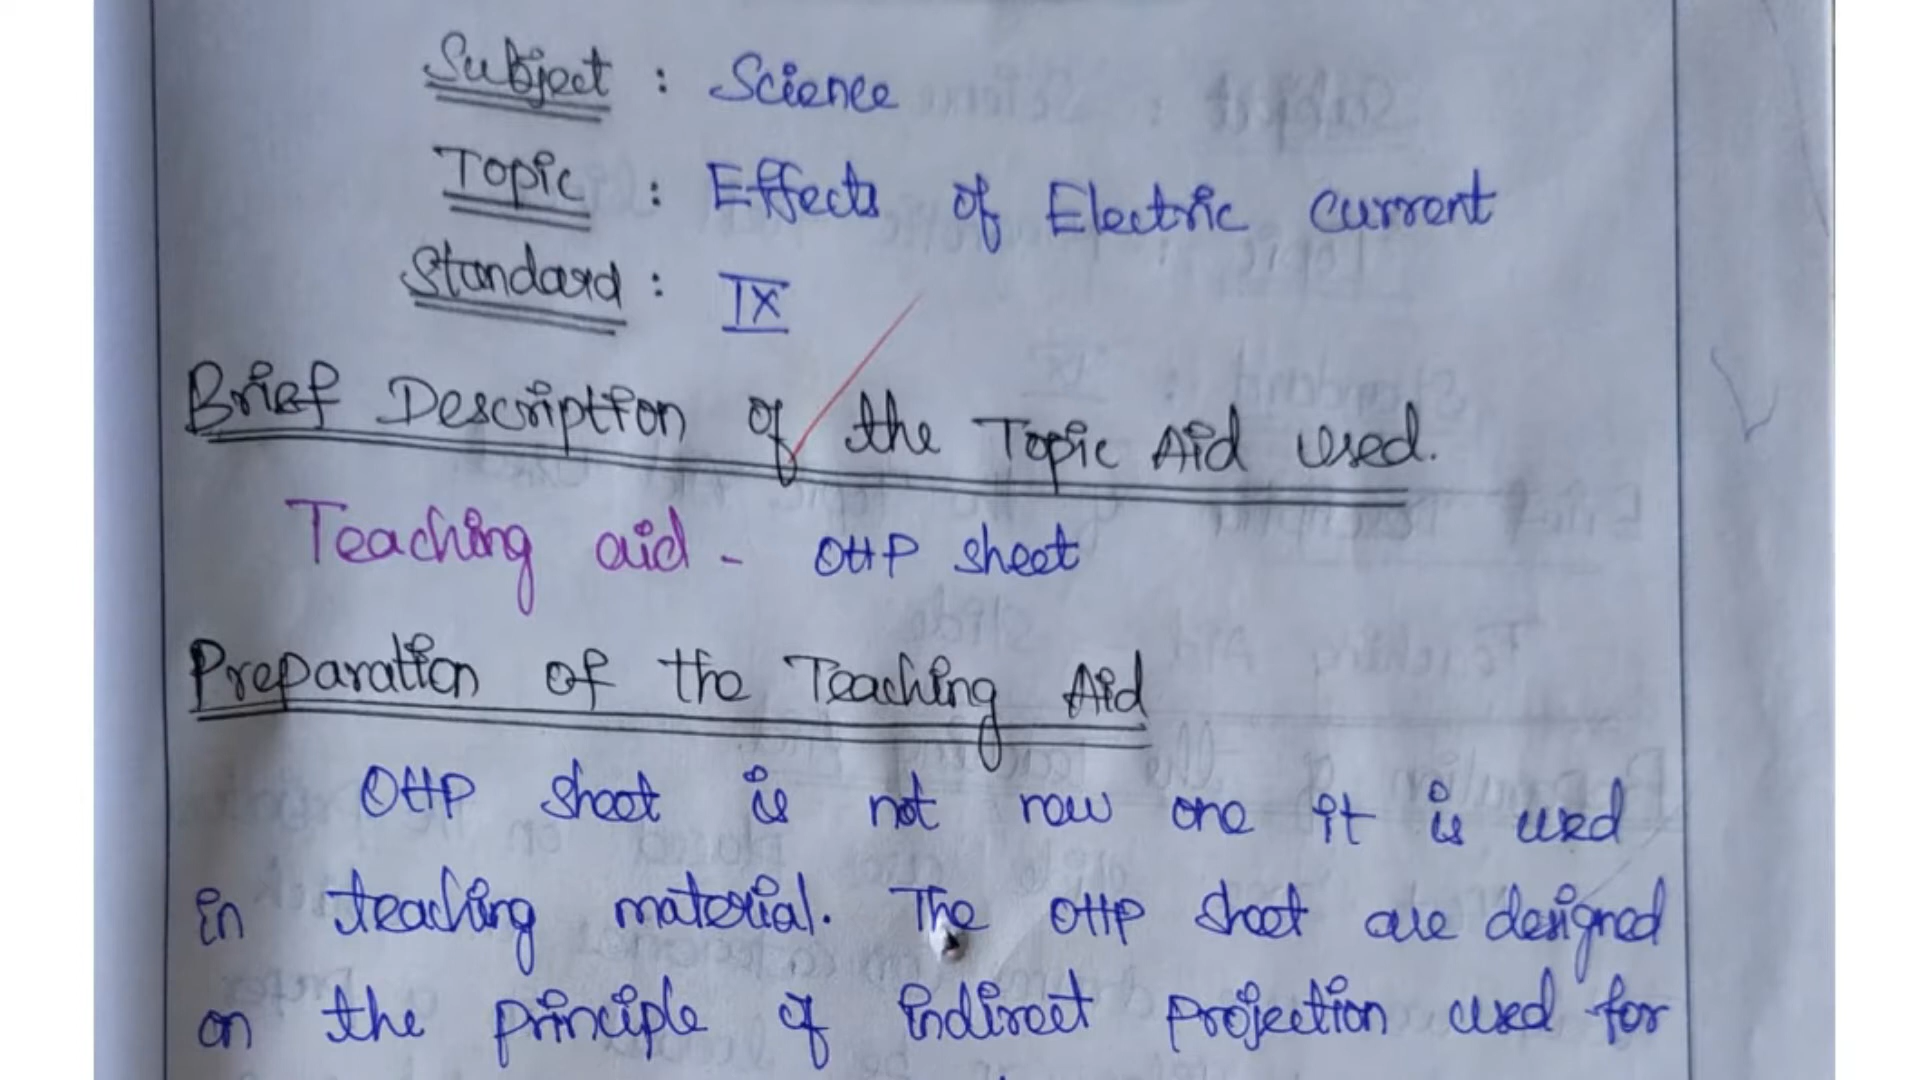 Subject : Science
Topic : Effects of Electric current
Standard : IX
Brief Description of the Topic Aid used.
Teaching aid - OHP sheet
Preparation of the Teaching Aid
OHP sheet is not new one it is used
in teaching material. The OHP sheet are designed
on the principle of indirect projection used for